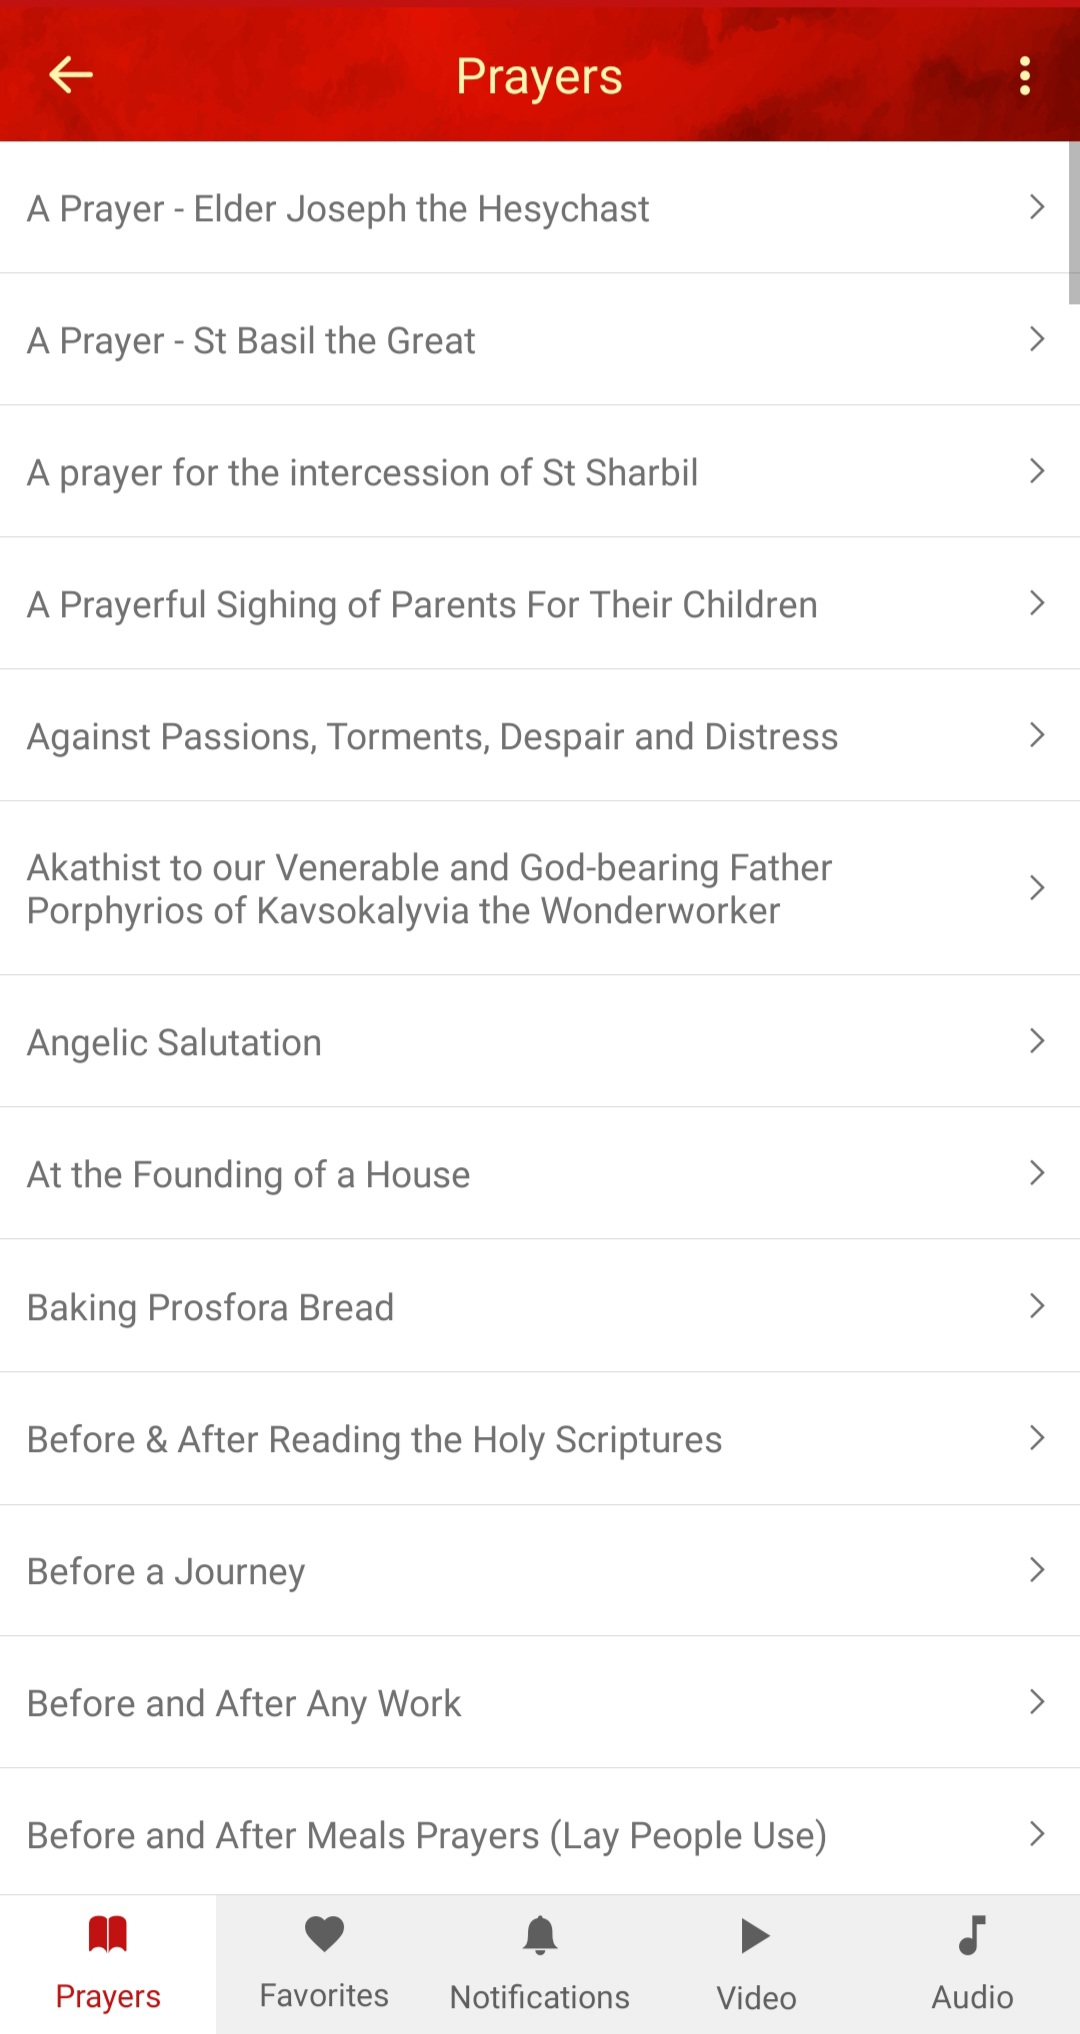 Prayers
A Prayer - Elder Joseph the Hesychast
A Prayer - St Basil the Great
A prayer for the intercession of St Sharbil
A Prayerful Sighing of Parents For Their Children
Against Passions, Torments, Despair and Distress
Akathist to our Venerable and God-bearing Father
Porphyrios of Kavsokalyvia the Wonderworker
Angelic Salutation
At the Founding of a House
Baking Prosfora Bread
Before & After Reading the Holy Scriptures
Before a Journey
Before and After Any Work
Before and After Meals Prayers (Lay People Use)
Prayers
Favorites
Notifications
Video
Audio